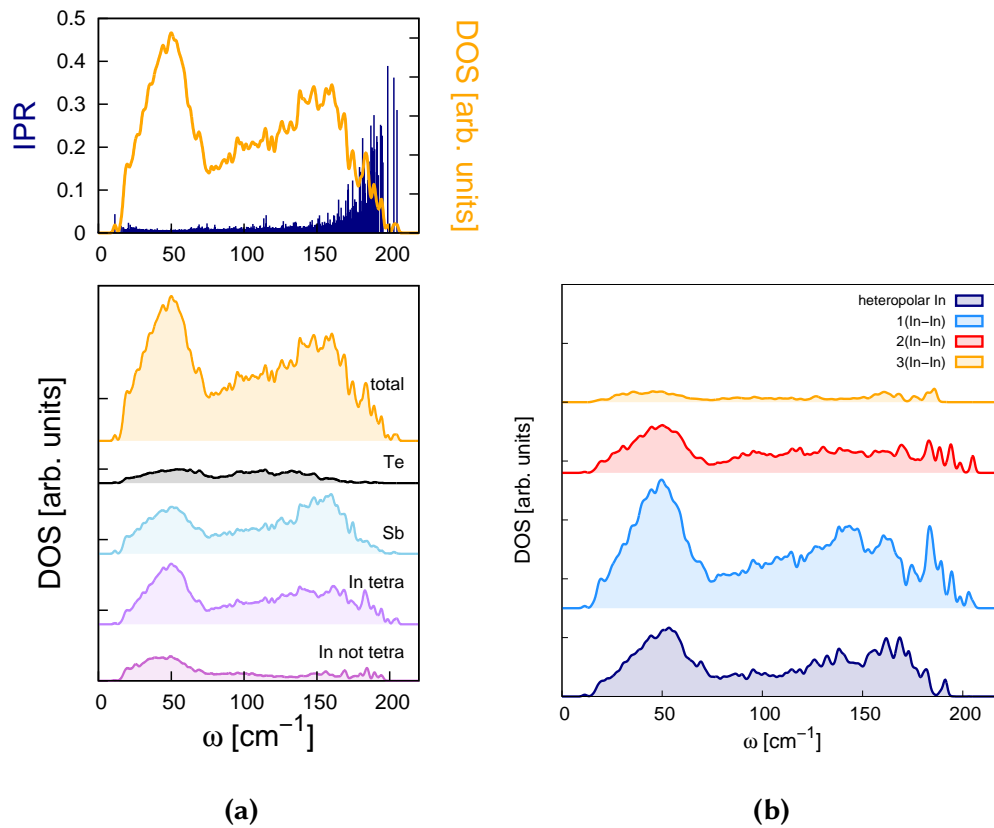 0.5
0.4
0.3
0.2
0.1
0
IPR
DOS [arb. units]
0 50 100 150 200
total
Te
Sb
In tetra
In not tetra
DOS [arb. units]
0 50 100 150 200
ω [cm⁻¹]
(a)
heteropolar In
1(In−In)
2(In−In)
3(In−In)
DOS [arb. units]
0 50 100 150 200
ω [cm⁻¹]
(b)